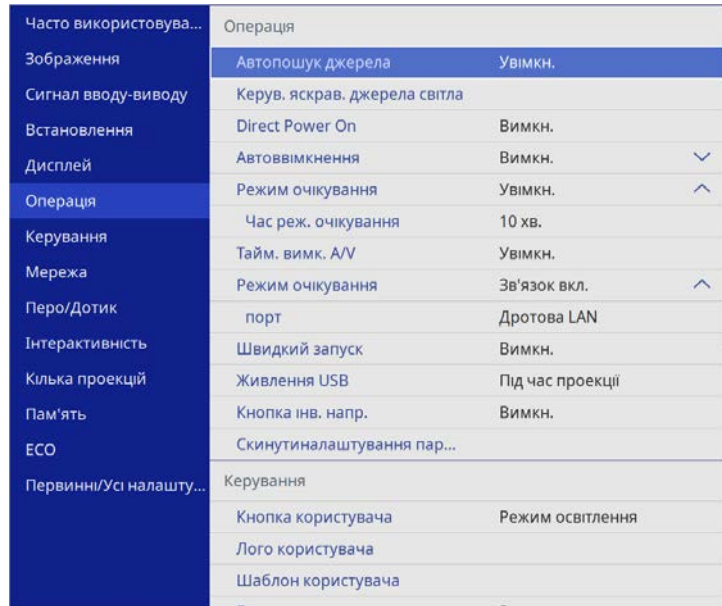 Часто використовува...
Зображення
Сигнал вводу-виводу
Встановлення
Дисплей
Операція
Керування
Мережа
Перо/Дотик
Інтерактивність
Кілька проекцій
Пам'ять
ECO
Первинні/Усі налашту...
Операція
Автопошук джерела Увімкн.
Керув. яскрав. джерела світла
Direct Power On Вимкн.
Автоввімкнення Вимкн.
Режим очікування Увімкн.
Час реж. очікування 10 хв.
Тайм. вимк. A/V Увімкн.
Режим очікування Зв'язок вкл.
порт Дротова LAN
Швидкий запуск Вимкн.
Живлення USB Під час проекції
Кнопка інв. напр. Вимкн.
Скинутиналаштування пар...
Керування
Кнопка користувача Режим освітлення
Лого користувача
Шаблон користувача